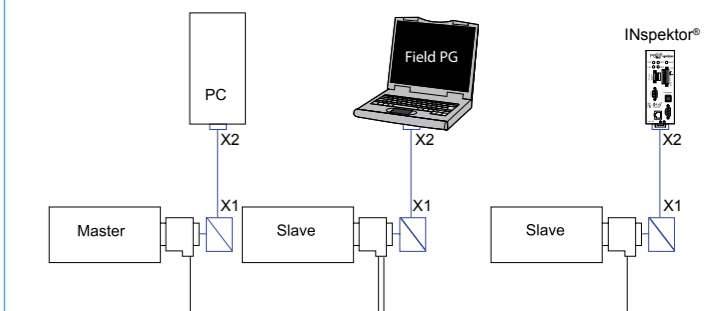 INspektor®
Field PG
PC
X2
X2
X2
X1
X1
X1
Master
Slave
Slave